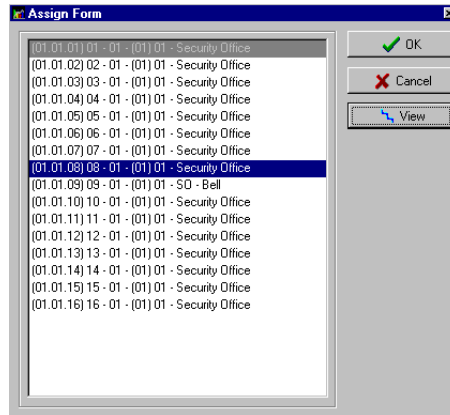 Assign Form
(01.01.01) 01 - 01 - (01) 01 - Security Office
(01.01.02) 02 - 01 - (01) 01 - Security Office
(01.01.03) 03 - 01 - (01) 01 - Security Office
(01.01.04) 04 - 01 - (01) 01 - Security Office
(01.01.05) 05 - 01 - (01) 01 - Security Office
(01.01.06) 06 - 01 - (01) 01 - Security Office
(01.01.07) 07 - 01 - (01) 01 - Security Office
(01.01.08) 08 - 01 - (01) 01 - Security Office
(01.01.09) 09 - 01 - (01) 01 - SO - Bell
(01.01.10) 10 - 01 - (01) 01 - Security Office
(01.01.11) 11 - 01 - (01) 01 - Security Office
(01.01.12) 12 - 01 - (01) 01 - Security Office
(01.01.13) 13 - 01 - (01) 01 - Security Office
(01.01.14) 14 - 01 - (01) 01 - Security Office
(01.01.15) 15 - 01 - (01) 01 - Security Office
(01.01.16) 16 - 01 - (01) 01 - Security Office
OK
Cancel
View